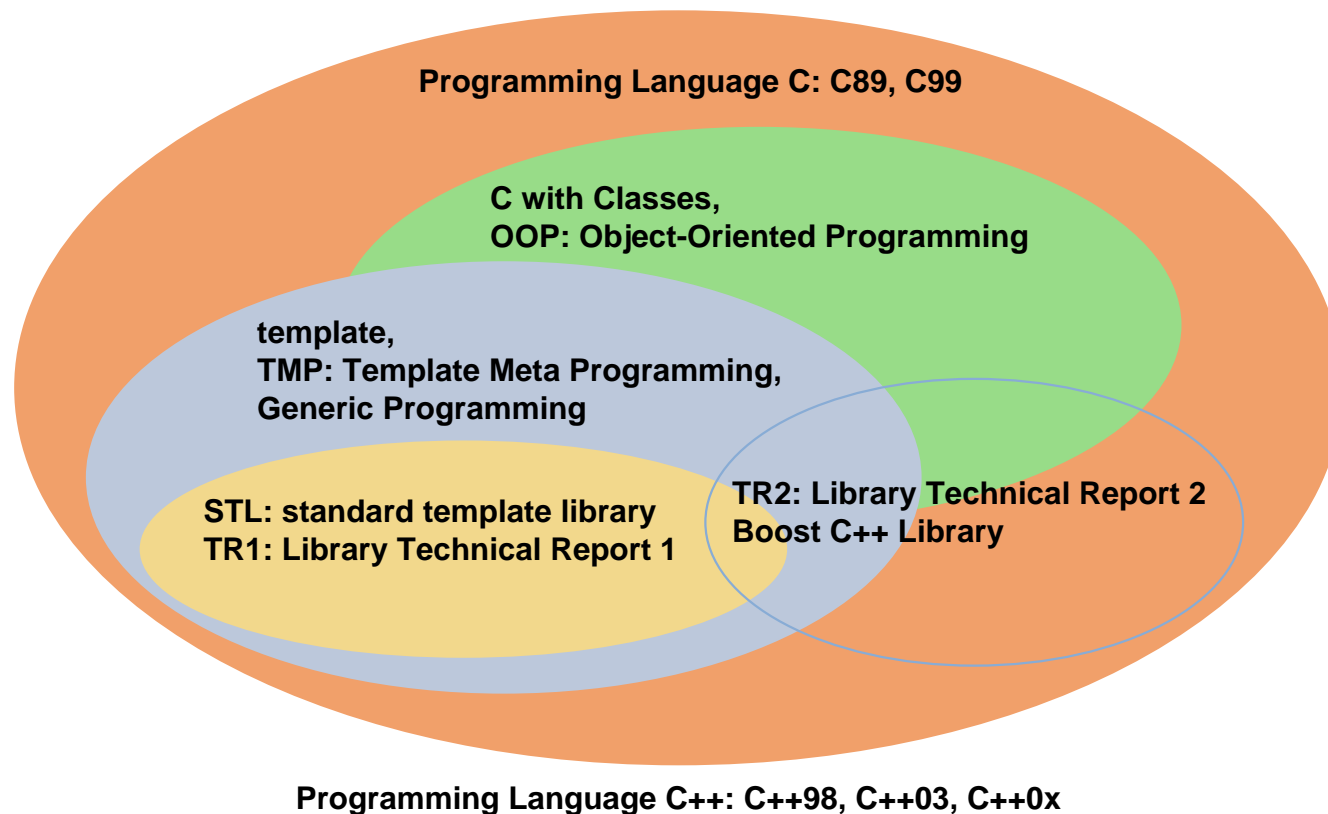 Programming Language C: C89, C99
C with Classes,
OOP: Object-Oriented Programming
template,
TMP: Template Meta Programming,
Generic Programming
STL: standard template library
TR1: Library Technical Report 1
TR2: Library Technical Report 2
Boost C++ Library
Programming Language C++: C++98, C++03, C++0x